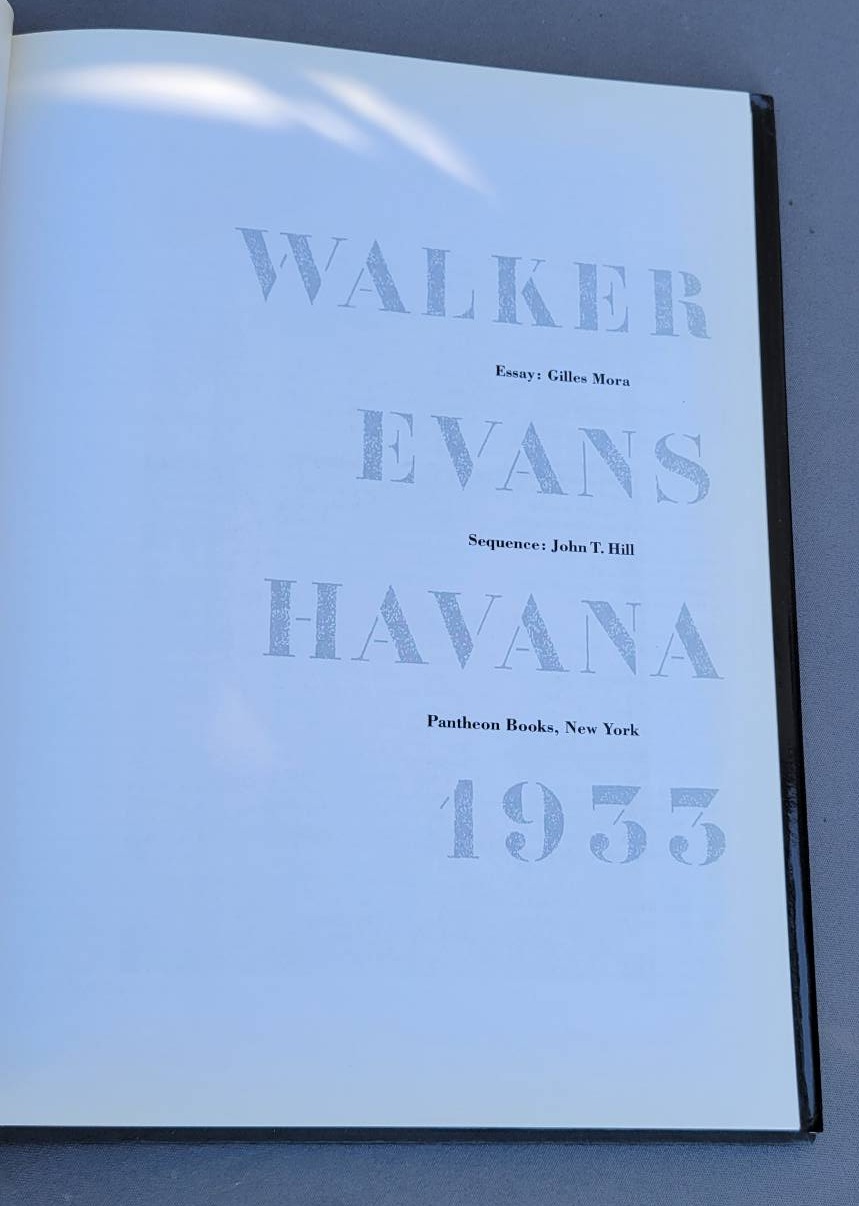 WALKER
Essay: Gilles Mora
EVANS
Sequence: John T. Hill
HAVANA
Pantheon Books, New York
1933